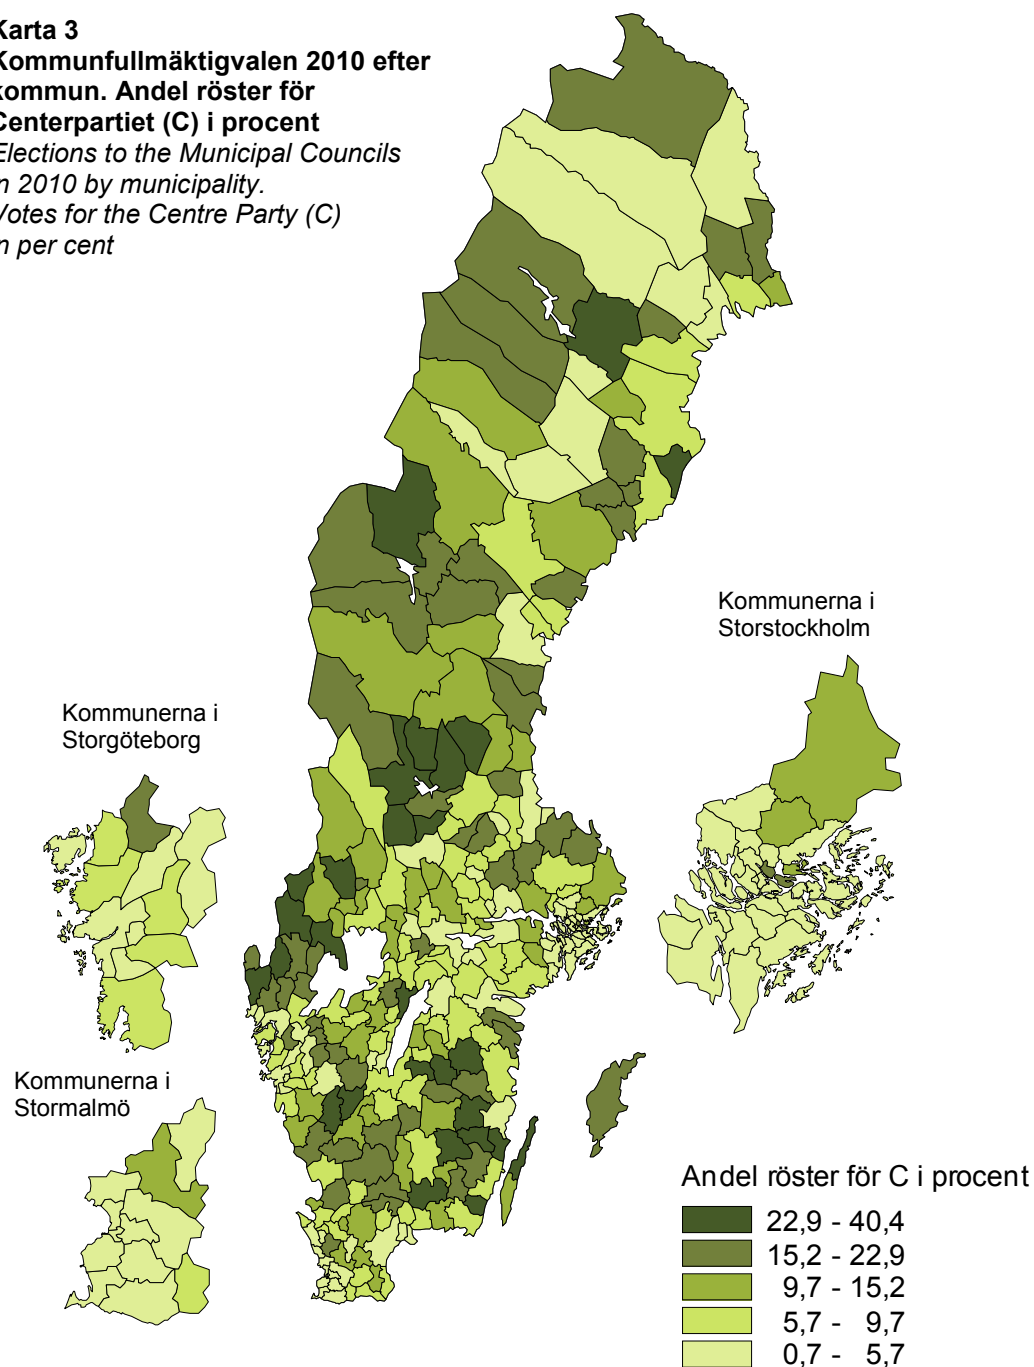 Karta 3
Kommunfullmäktigvalen 2010 efter
kommun. Andel röster för
Centerpartiet (C) i procent
Elections to the Municipal Councils
in 2010 by municipality.
Votes for the Centre Party (C)
in per cent
Kommunerna i
Storstockholm
Kommunerna i
Storgöteborg
Kommunerna i
Stormalmö
Andel röster för C i procent
22,9 - 40,4
15,2 - 22,9
9,7 - 15,2
5,7 - 9,7
0,7 - 5,7